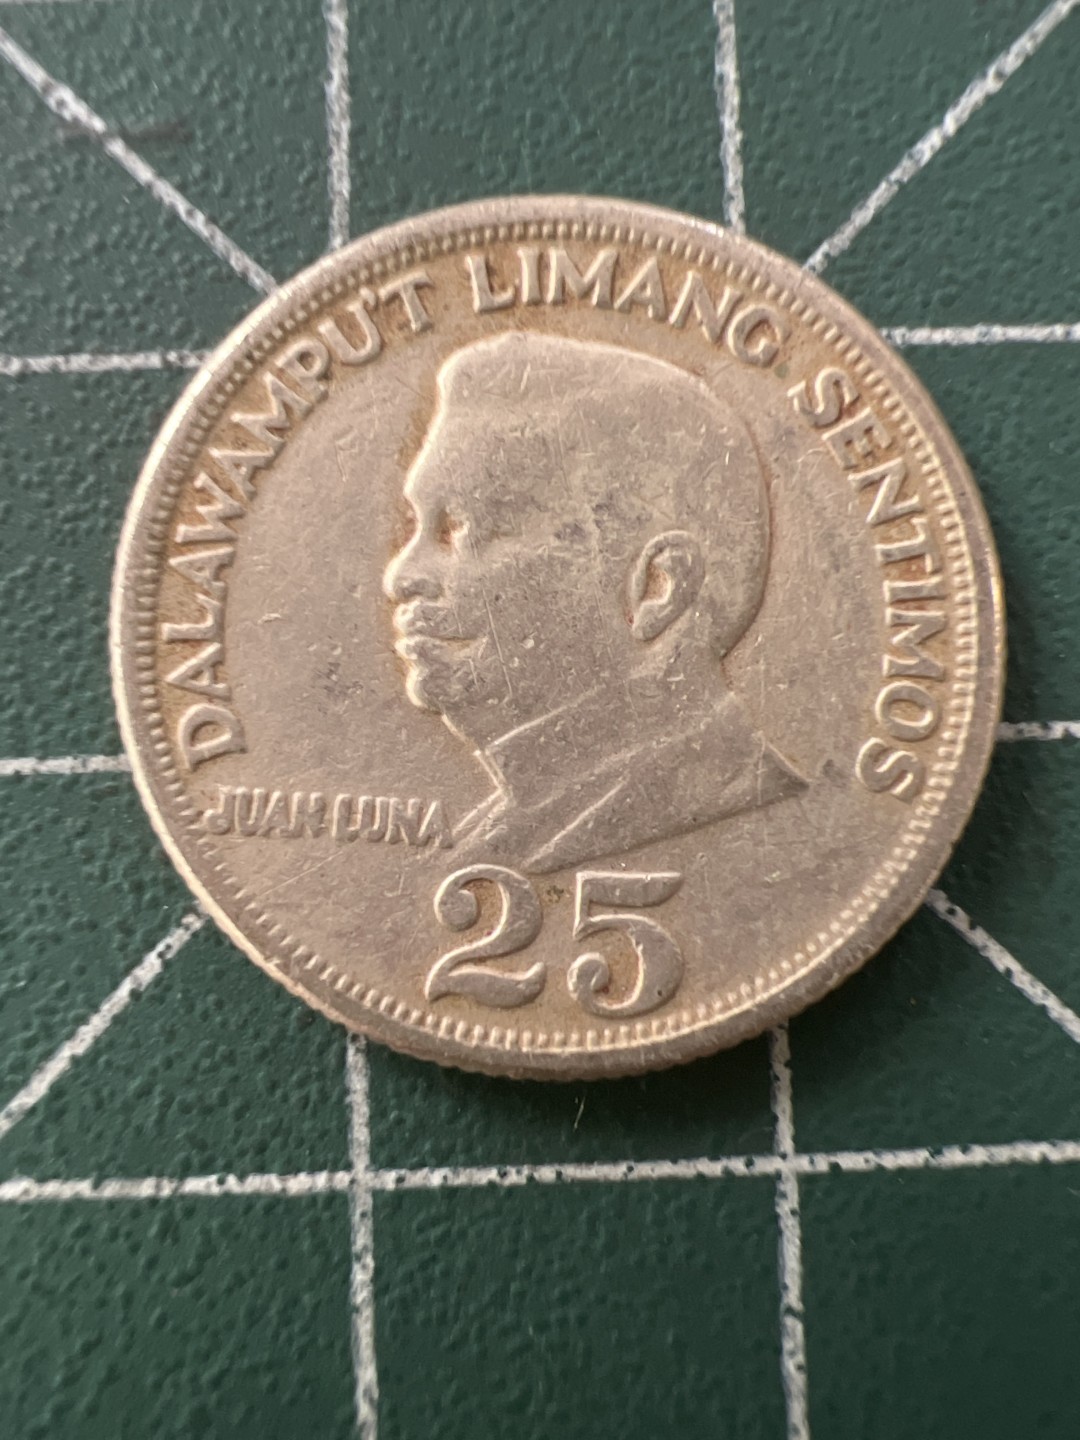 DALAWAMPU'T LIMANG SENTIMOS
JUAN LUNA
25